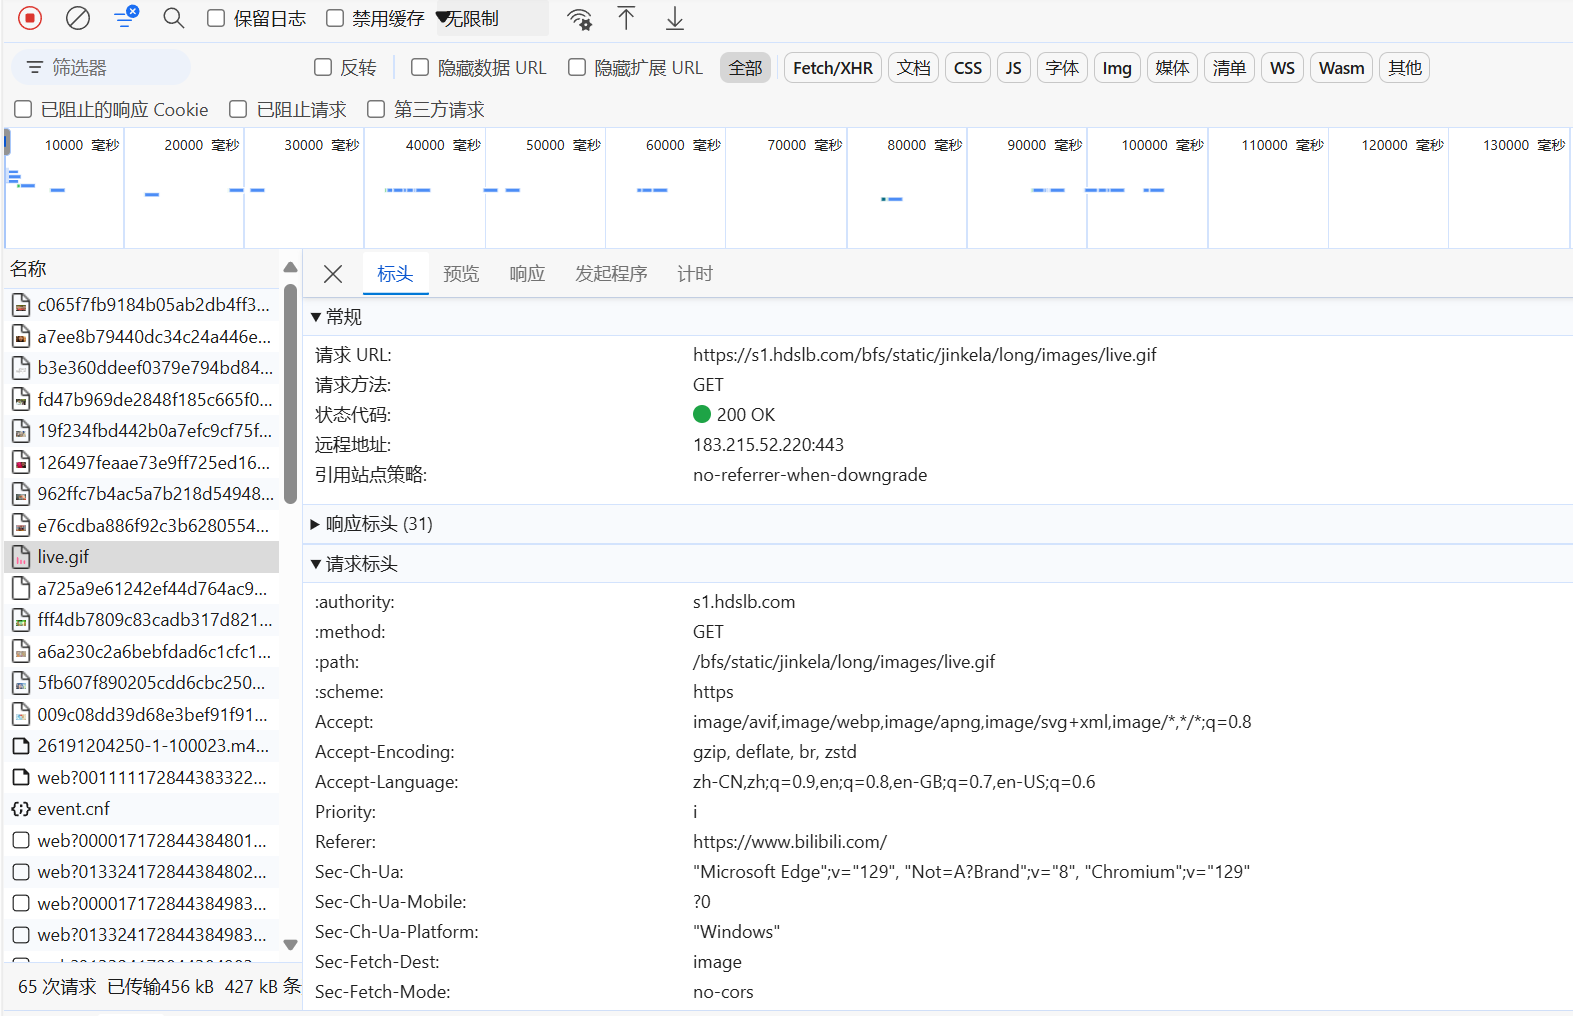 保留日志 禁用缓存 无限制
筛选器 反转 隐藏数据 URL 隐藏扩展 URL 全部 Fetch/XHR 文档 CSS JS 字体 Img 媒体 清单 WS Wasm 其他
已阻止的响应 Cookie 已阻止请求 第三方请求
10000 毫秒 20000 毫秒 30000 毫秒 40000 毫秒 50000 毫秒 60000 毫秒 70000 毫秒 80000 毫秒 90000 毫秒 100000 毫秒 110000 毫秒 120000 毫秒 130000 毫秒
名称
c065f7fb9184b05ab2db4ff3...
a7ee8b79440dc34c24a446e...
b3e360ddeef0379e794bd84...
fd47b969de2848f185c665f0...
19f234fbd442b0a7efc9cf75f...
126497feaae73e9ff725ed16...
962ffc7b4ac5a7b218d54948...
e76cdba886f92c3b6280554...
live.gif
a725a9e61242ef44d764ac9...
fff4db7809c83cadb317d821...
a6a230c2a6bebfdad6c1cfc1...
5fb607f890205cdd6cbc250...
009c08dd39d68e3bef91f91...
26191204250-1-100023.m4...
web?001111172844383322...
event.cnf
web?000017172844384801...
web?013324172844384802...
web?000017172844384983...
web?013324172844384983...
65 次请求 已传输456 kB 427 kB 条
标头 预览 响应 发起程序 计时
常规
请求 URL: https://s1.hdslb.com/bfs/static/jinkela/long/images/live.gif
请求方法: GET
状态代码: 200 OK
远程地址: 183.215.52.220:443
引用站点策略: no-referrer-when-downgrade
响应标头 (31)
请求标头
:authority: s1.hdslb.com
:method: GET
:path: /bfs/static/jinkela/long/images/live.gif
:scheme: https
Accept: image/avif,image/webp,image/apng,image/svg+xml,image/*,*/*;q=0.8
Accept-Encoding: gzip, deflate, br, zstd
Accept-Language: zh-CN,zh;q=0.9,en;q=0.8,en-GB;q=0.7,en-US;q=0.6
Priority: i
Referer: https://www.bilibili.com/
Sec-Ch-Ua: "Microsoft Edge";v="129", "Not=A?Brand";v="8", "Chromium";v="129"
Sec-Ch-Ua-Mobile: ?0
Sec-Ch-Ua-Platform: "Windows"
Sec-Fetch-Dest: image
Sec-Fetch-Mode: no-cors